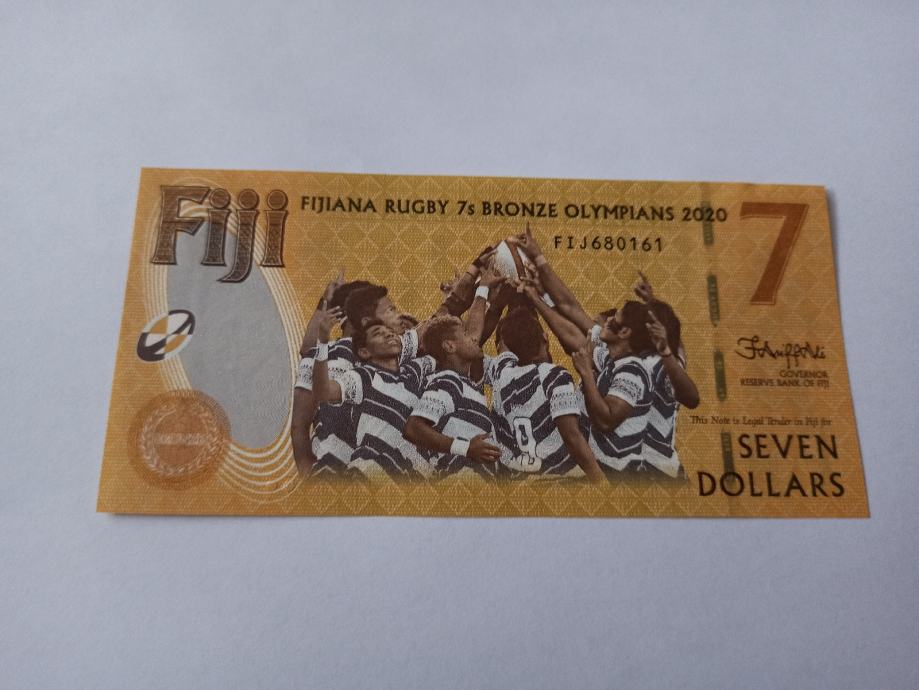 Fiji
FIJIANA RUGBY 7s BRONZE OLYMPIANS 2020
7
FIJ680161
GOVERNOR
RESERVE BANK OF FIJI
This Note is Legal Tender in Fiji for
SEVEN
DOLLARS